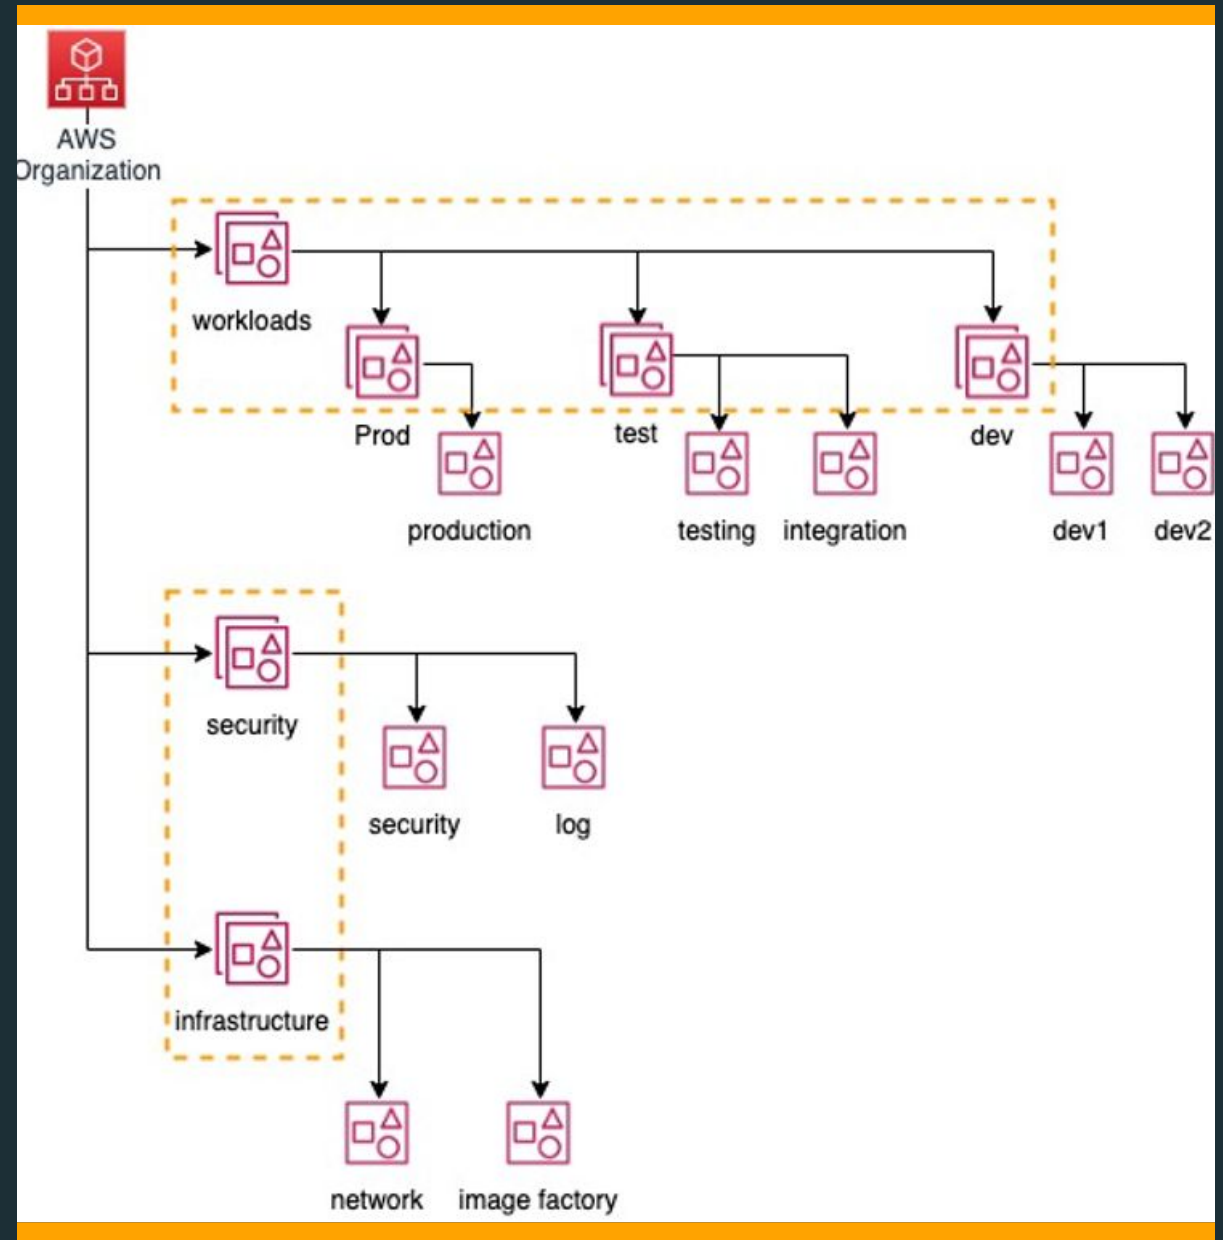 AWS
Organization
workloads
Prod
test
dev
production
testing
integration
dev1
dev2
security
security
log
infrastructure
network
image factory